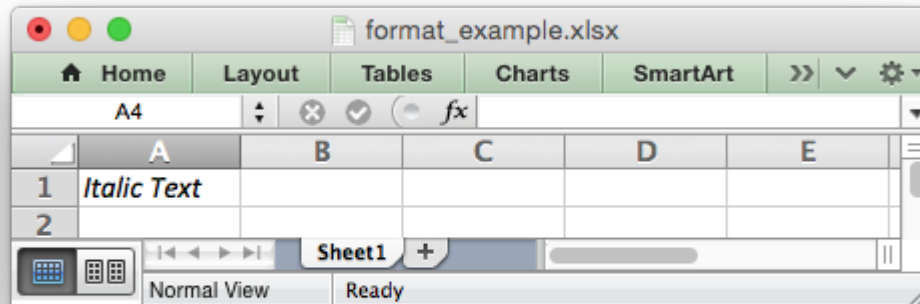 format_example.xlsx
Home Layout Tables Charts SmartArt
A4 fx
A B C D E
1 Italic Text
2
Sheet1 +
Normal View Ready